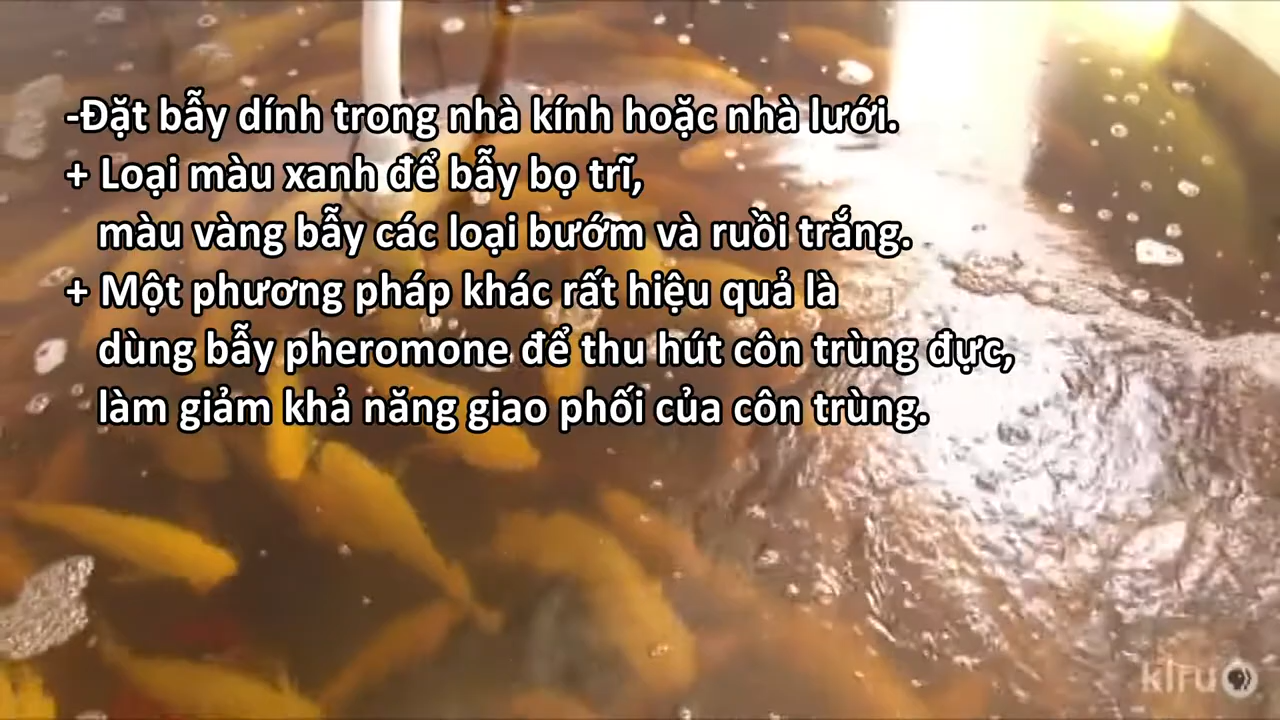 -Đặt bẫy dính trong nhà kính hoặc nhà lưới.
+ Loại màu xanh để bẫy bọ trĩ,
màu vàng bẫy các loại bướm và ruồi trắng.
+ Một phương pháp khác rất hiệu quả là
dùng bẫy pheromone để thu hút côn trùng đực,
làm giảm khả năng giao phối của côn trùng.